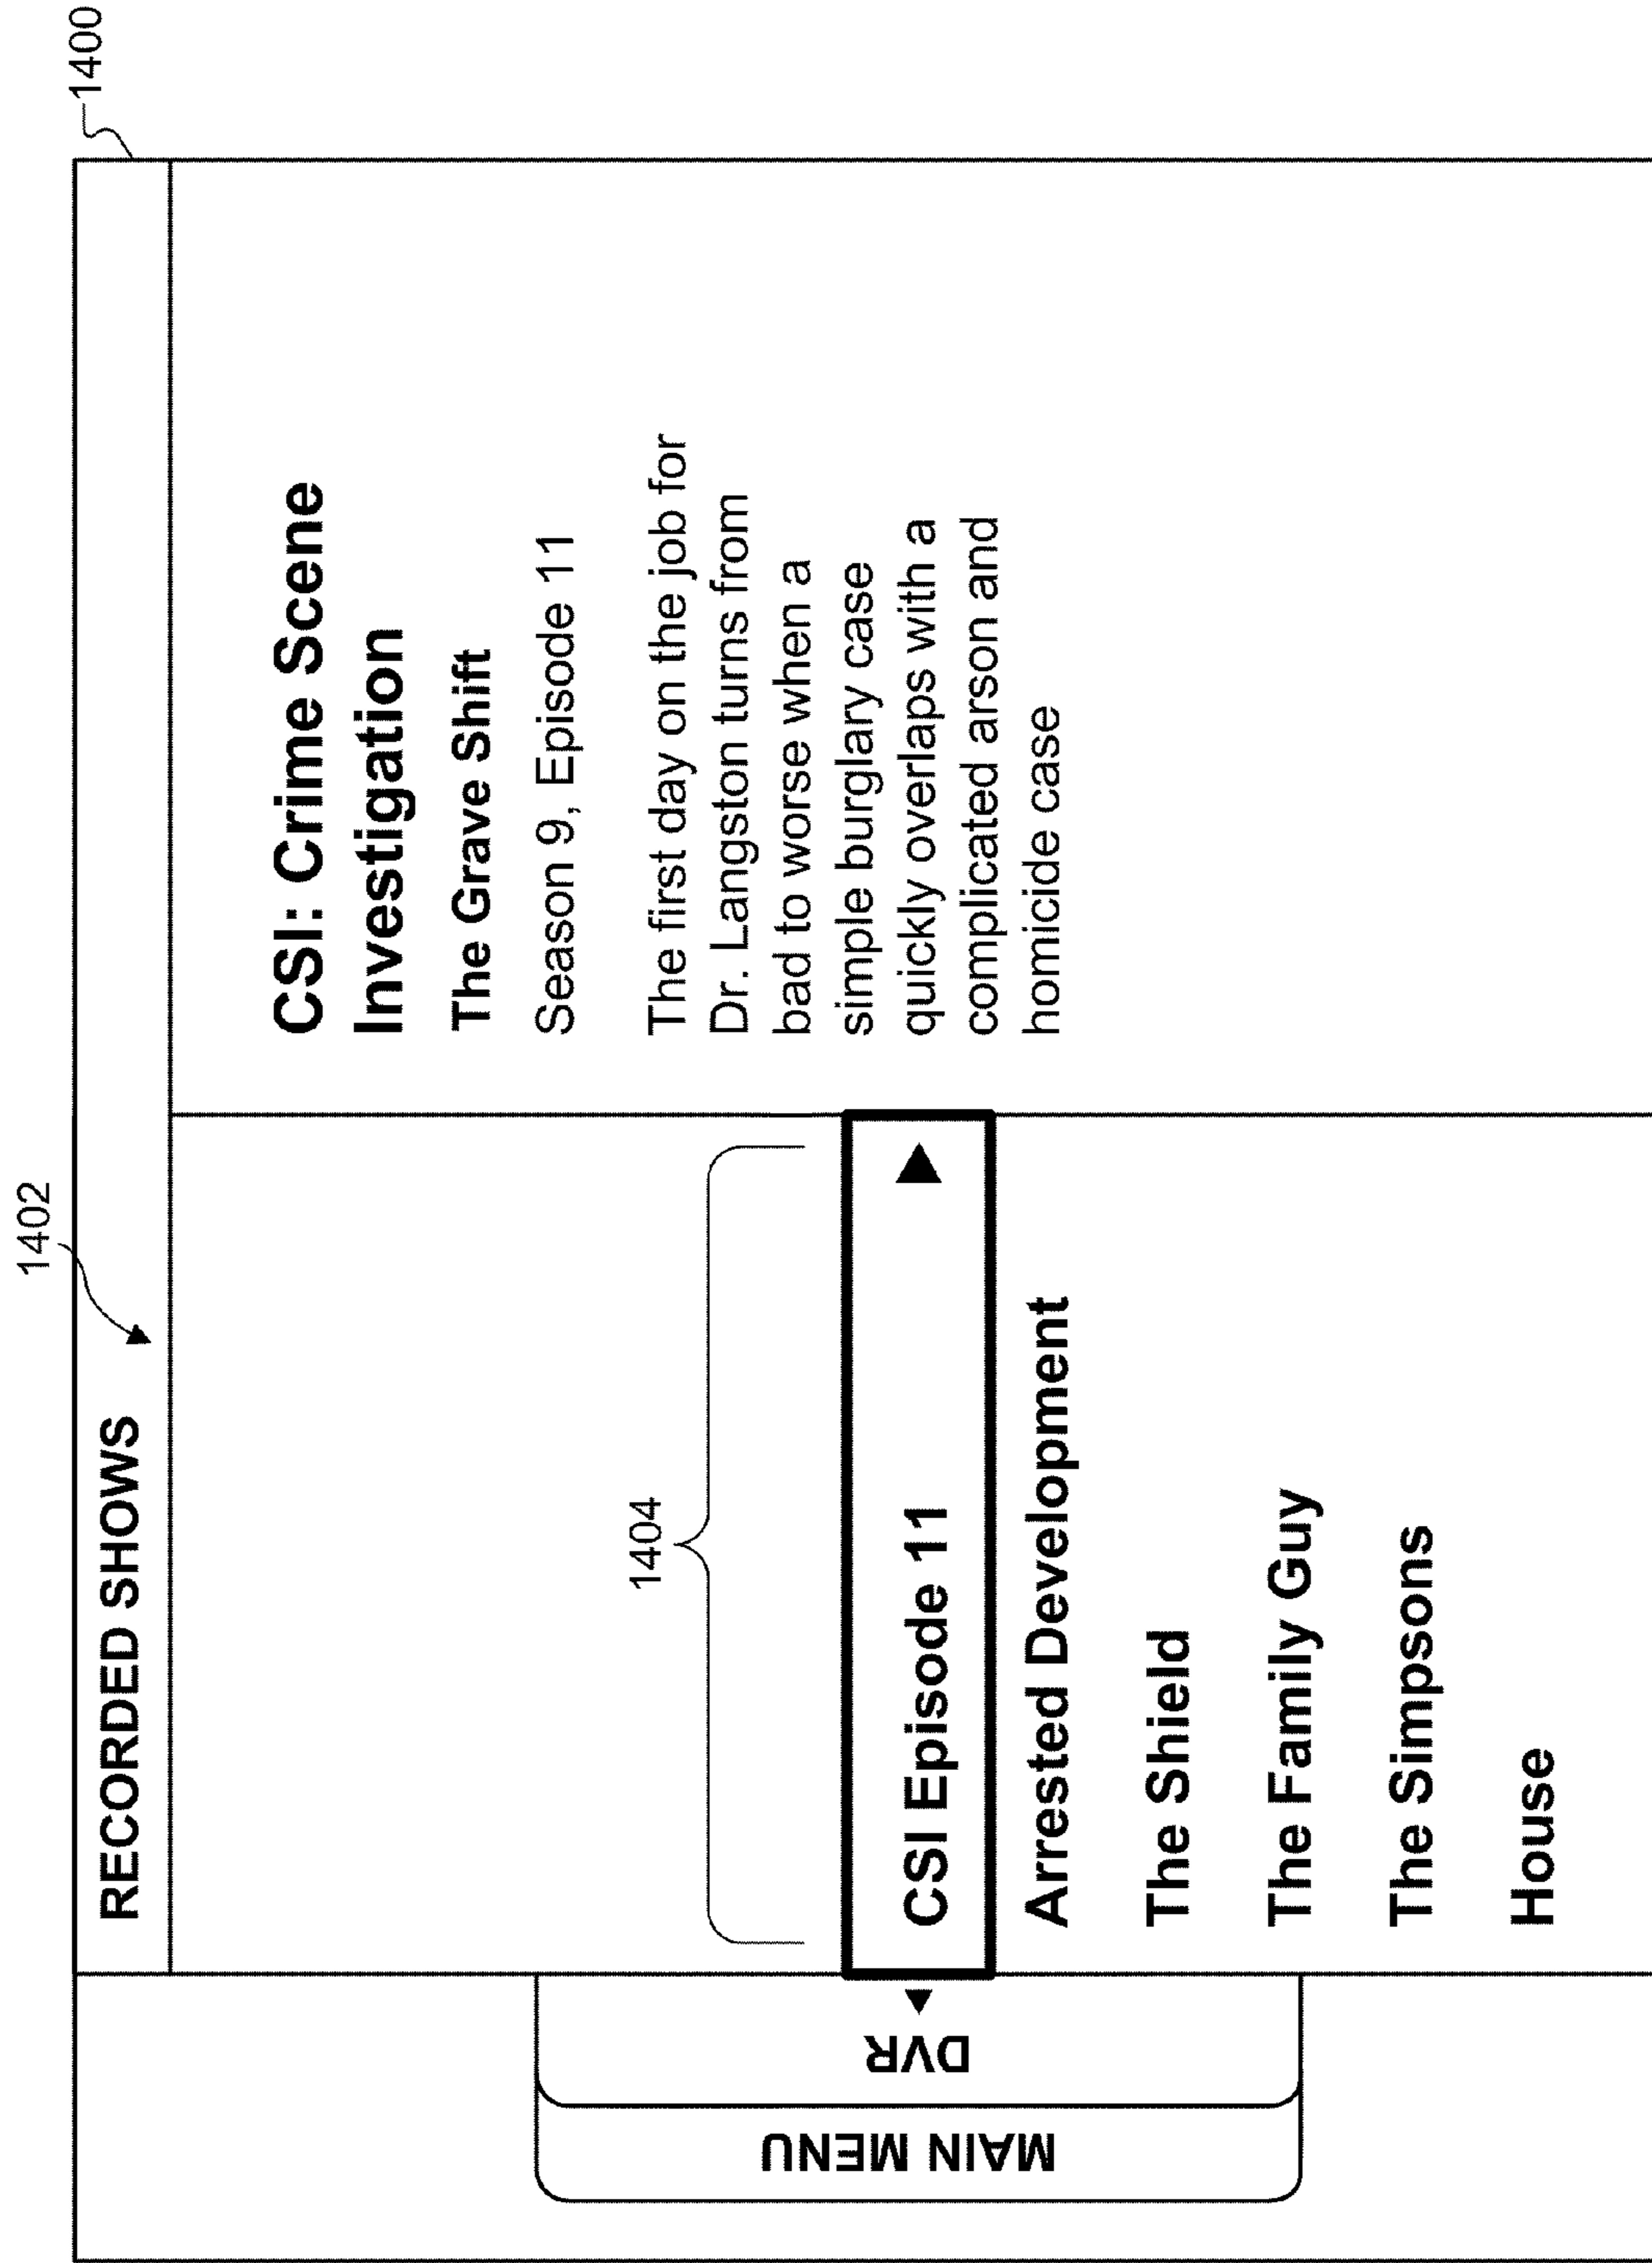 1400
1402
RECORDED SHOWS
MAIN MENU
DVR
1404
CSI Episode 11
Arrested Development
The Shield
The Family Guy
The Simpsons
House
CSI: Crime Scene
Investigation
The Grave Shift
Season 9, Episode 11
The first day on the job for
Dr. Langston turns from
bad to worse when a
simple burglary case
quickly overlaps with a
complicated arson and
homicide case